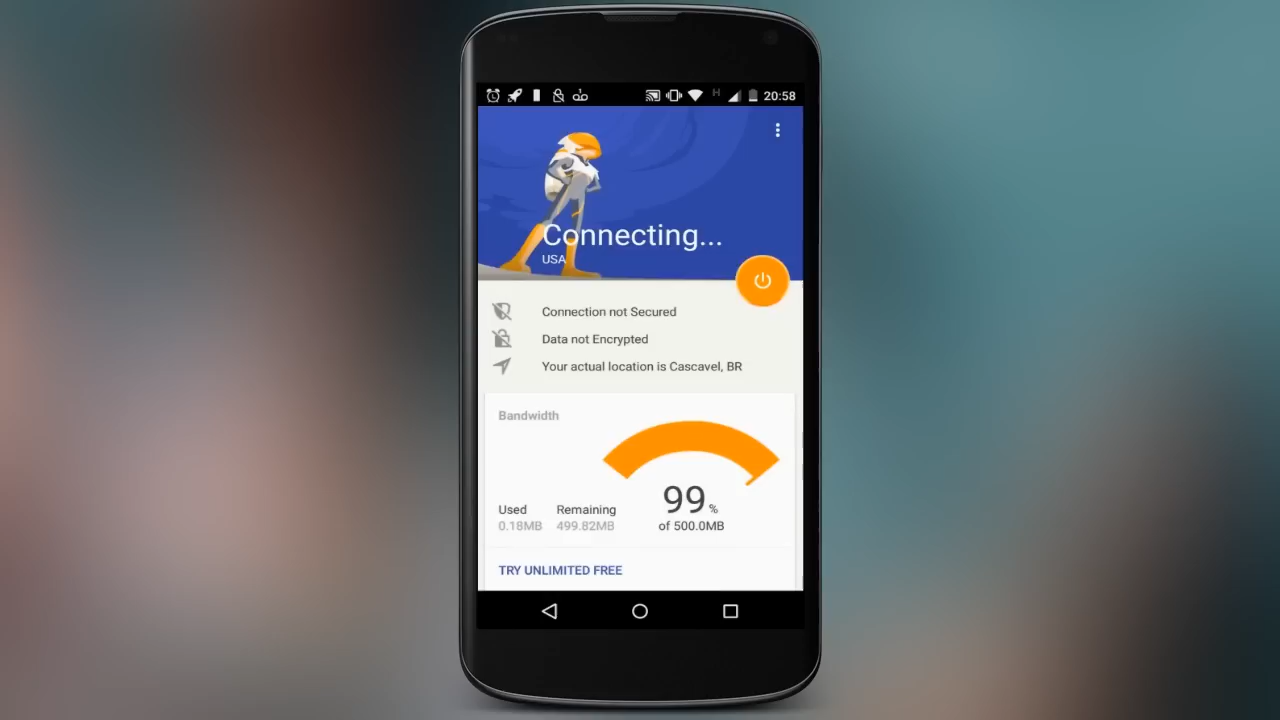 H 20:58
Connecting...
USA
Connection not Secured
Data not Encrypted
Your actual location is Cascavel, BR
Bandwidth
99 %
of 500.0MB
Used Remaining
0.18MB 499.82MB
TRY UNLIMITED FREE